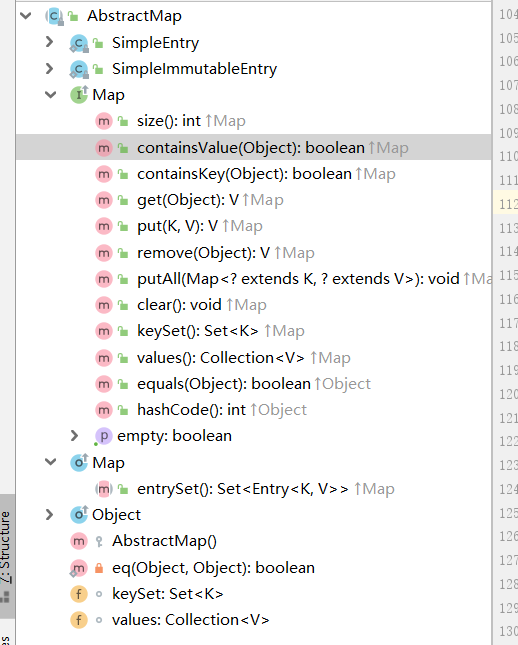 AbstractMap
SimpleEntry
SimpleImmutableEntry
Map
size(): int ↑Map
containsValue(Object): boolean ↑Map
containsKey(Object): boolean ↑Map
get(Object): V ↑Map
put(K, V): V ↑Map
remove(Object): V ↑Map
putAll(Map<? extends K, ? extends V>): void ↑Ma
clear(): void ↑Map
keySet(): Set<K> ↑Map
values(): Collection<V> ↑Map
equals(Object): boolean ↑Object
hashCode(): int ↑Object
empty: boolean
Map
entrySet(): Set<Entry<K, V>> ↑Map
Object
AbstractMap()
eq(Object, Object): boolean
keySet: Set<K>
values: Collection<V>
7: Structure
104
105
106
107
108
109
110
111
112
113
114
115
116
117
118
119
120
121
122
123
124
125
126
127
128
129
130